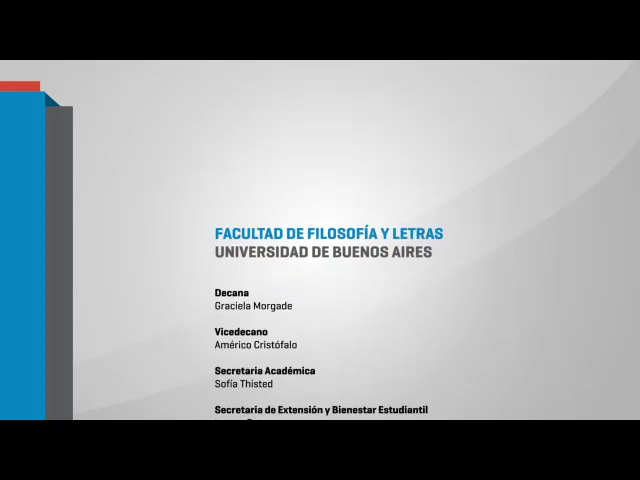 FACULTAD DE FILOSOFÍA Y LETRAS
UNIVERSIDAD DE BUENOS AIRES
Decana
Graciela Morgade
Vicedecano
Américo Cristófalo
Secretaria Académica
Sofía Thisted
Secretaria de Extensión y Bienestar Estudiantil